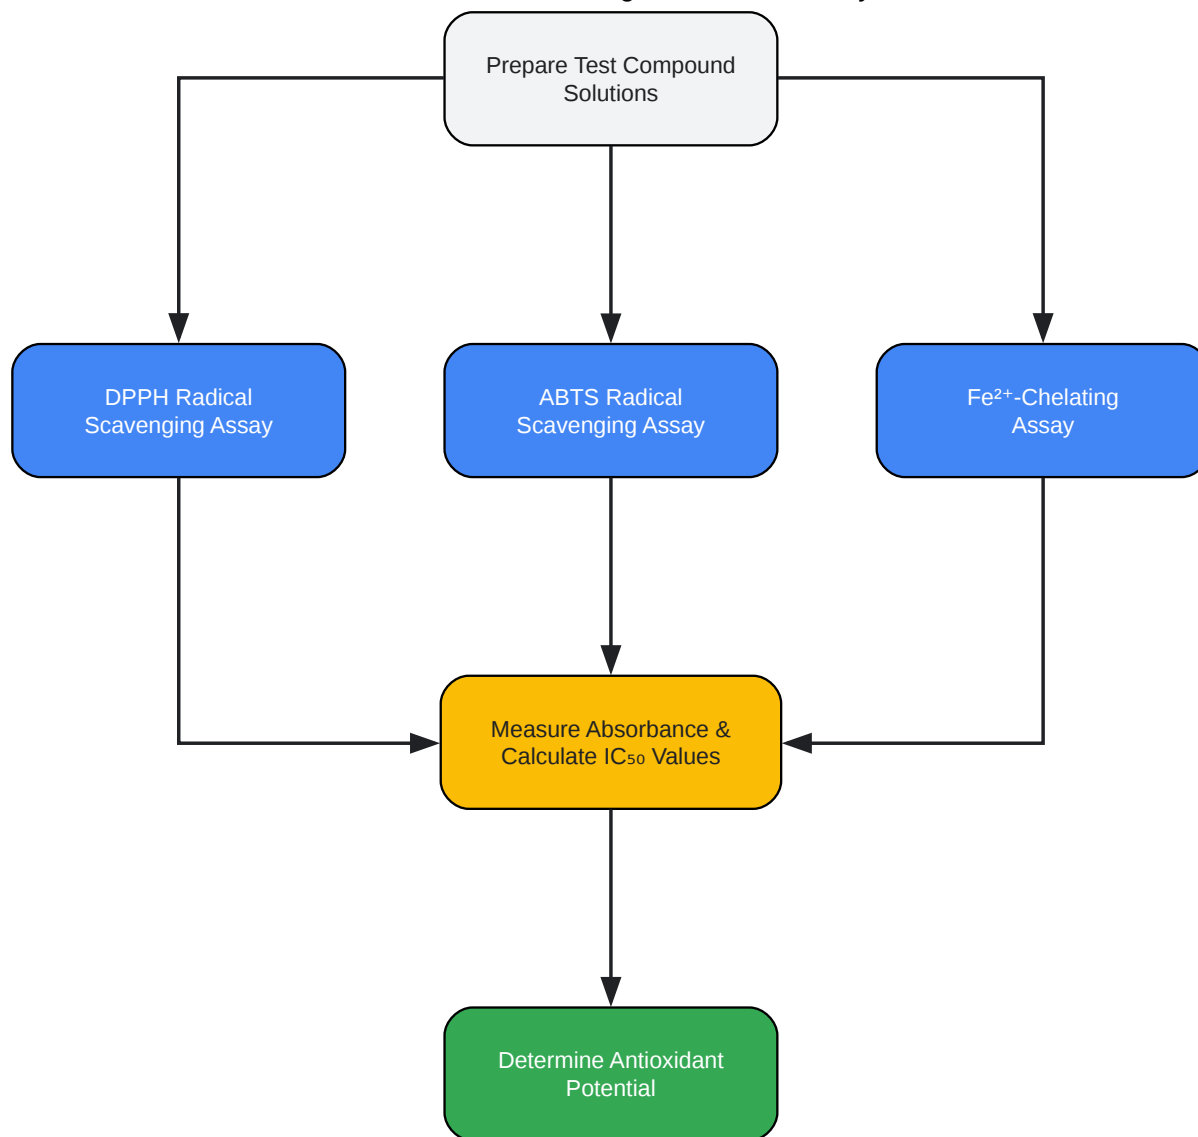 Prepare Test Compound
Solutions
DPPH Radical
Scavenging Assay
ABTS Radical
Scavenging Assay
Fe²⁺-Chelating
Assay
Measure Absorbance &
Calculate IC₅₀ Values
Determine Antioxidant
Potential